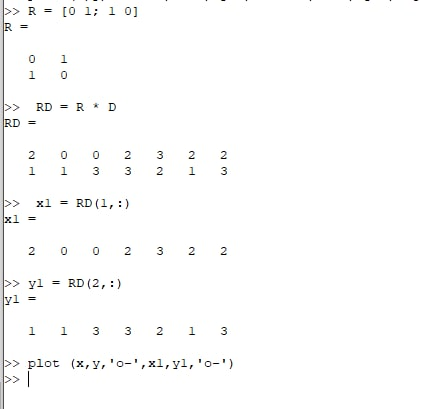 >> R = [0 1; 1 0]
R =
0 1
1 0
>> RD = R * D
RD =
2 0 0 2 3 2 2
1 1 3 3 2 1 3
>> x1 = RD(1,:)
x1 =
2 0 0 2 3 2 2
>> y1 = RD(2,:)
y1 =
1 1 3 3 2 1 3
>> plot (x,y,'o-',x1,y1,'o-')
>>